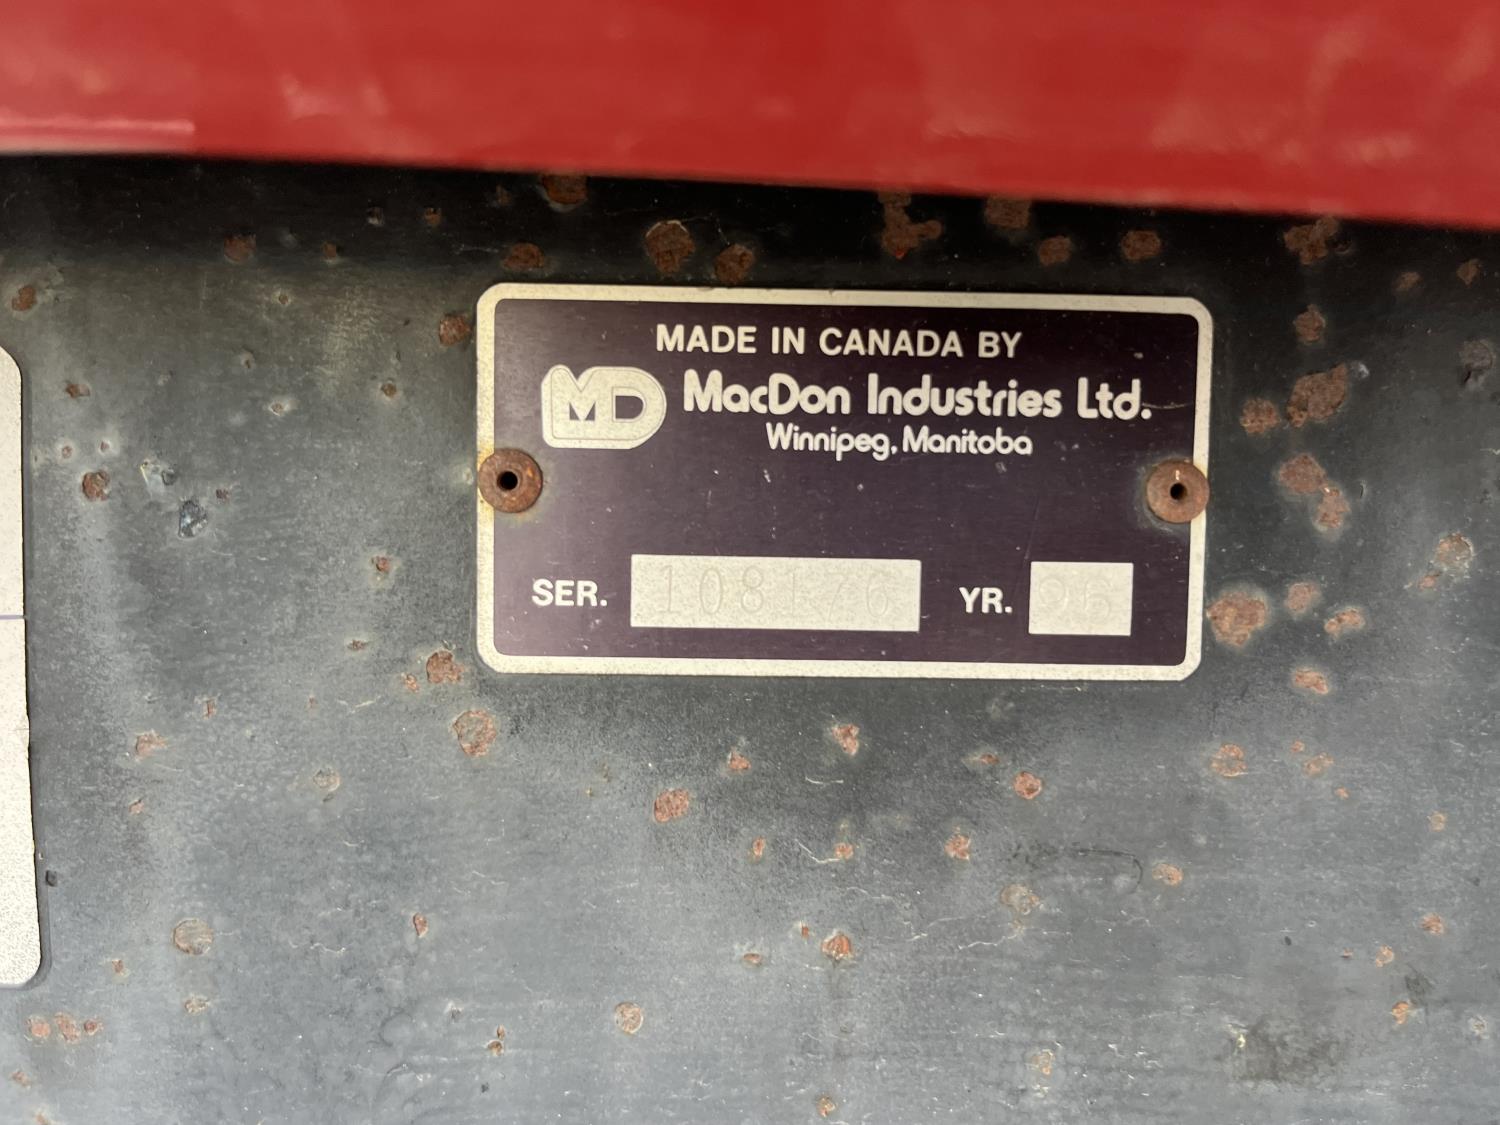 MADE IN CANADA BY
MD MacDon Industries Ltd.
Winnipeg, Manitoba
SER. 108176 YR. 96